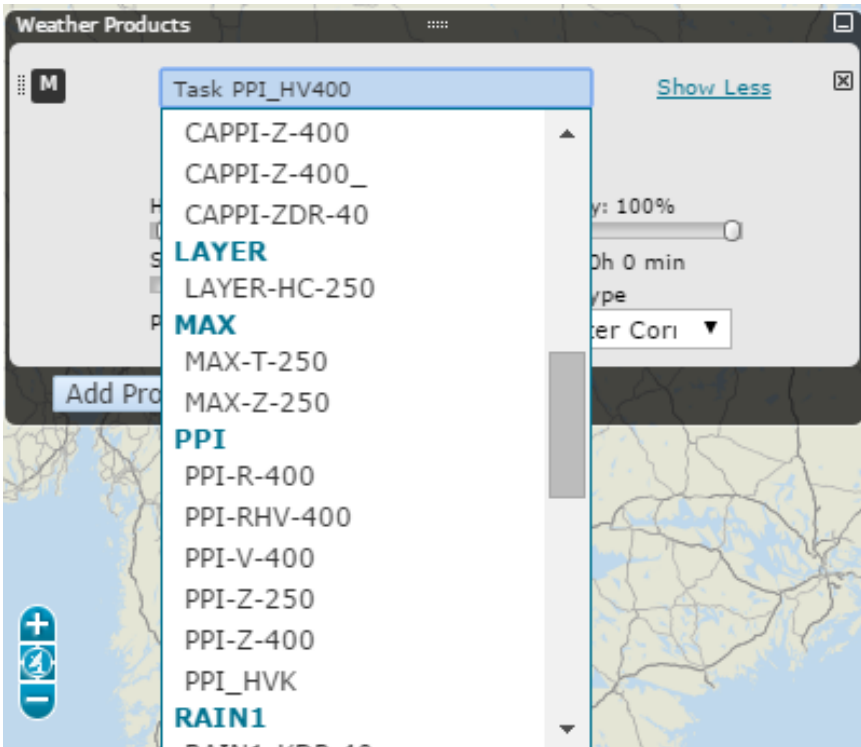 Weather Products
M
Task PPI_HV400
Show Less
CAPPI-Z-400
CAPPI-Z-400_
CAPPI-ZDR-40
y: 100%
LAYER
0h 0 min
LAYER-HC-250
ype
MAX
ter Cori
MAX-T-250
Add Pro
MAX-Z-250
PPI
PPI-R-400
PPI-RHV-400
PPI-V-400
PPI-Z-250
PPI-Z-400
PPI_HVK
RAIN1